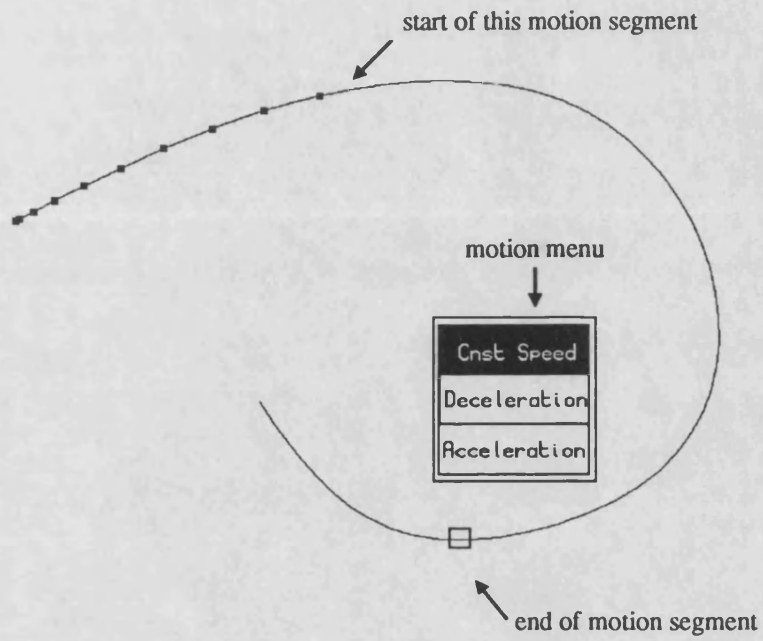 start of this motion segment
motion menu
Cnst Speed
Deceleration
Acceleration
end of motion segment